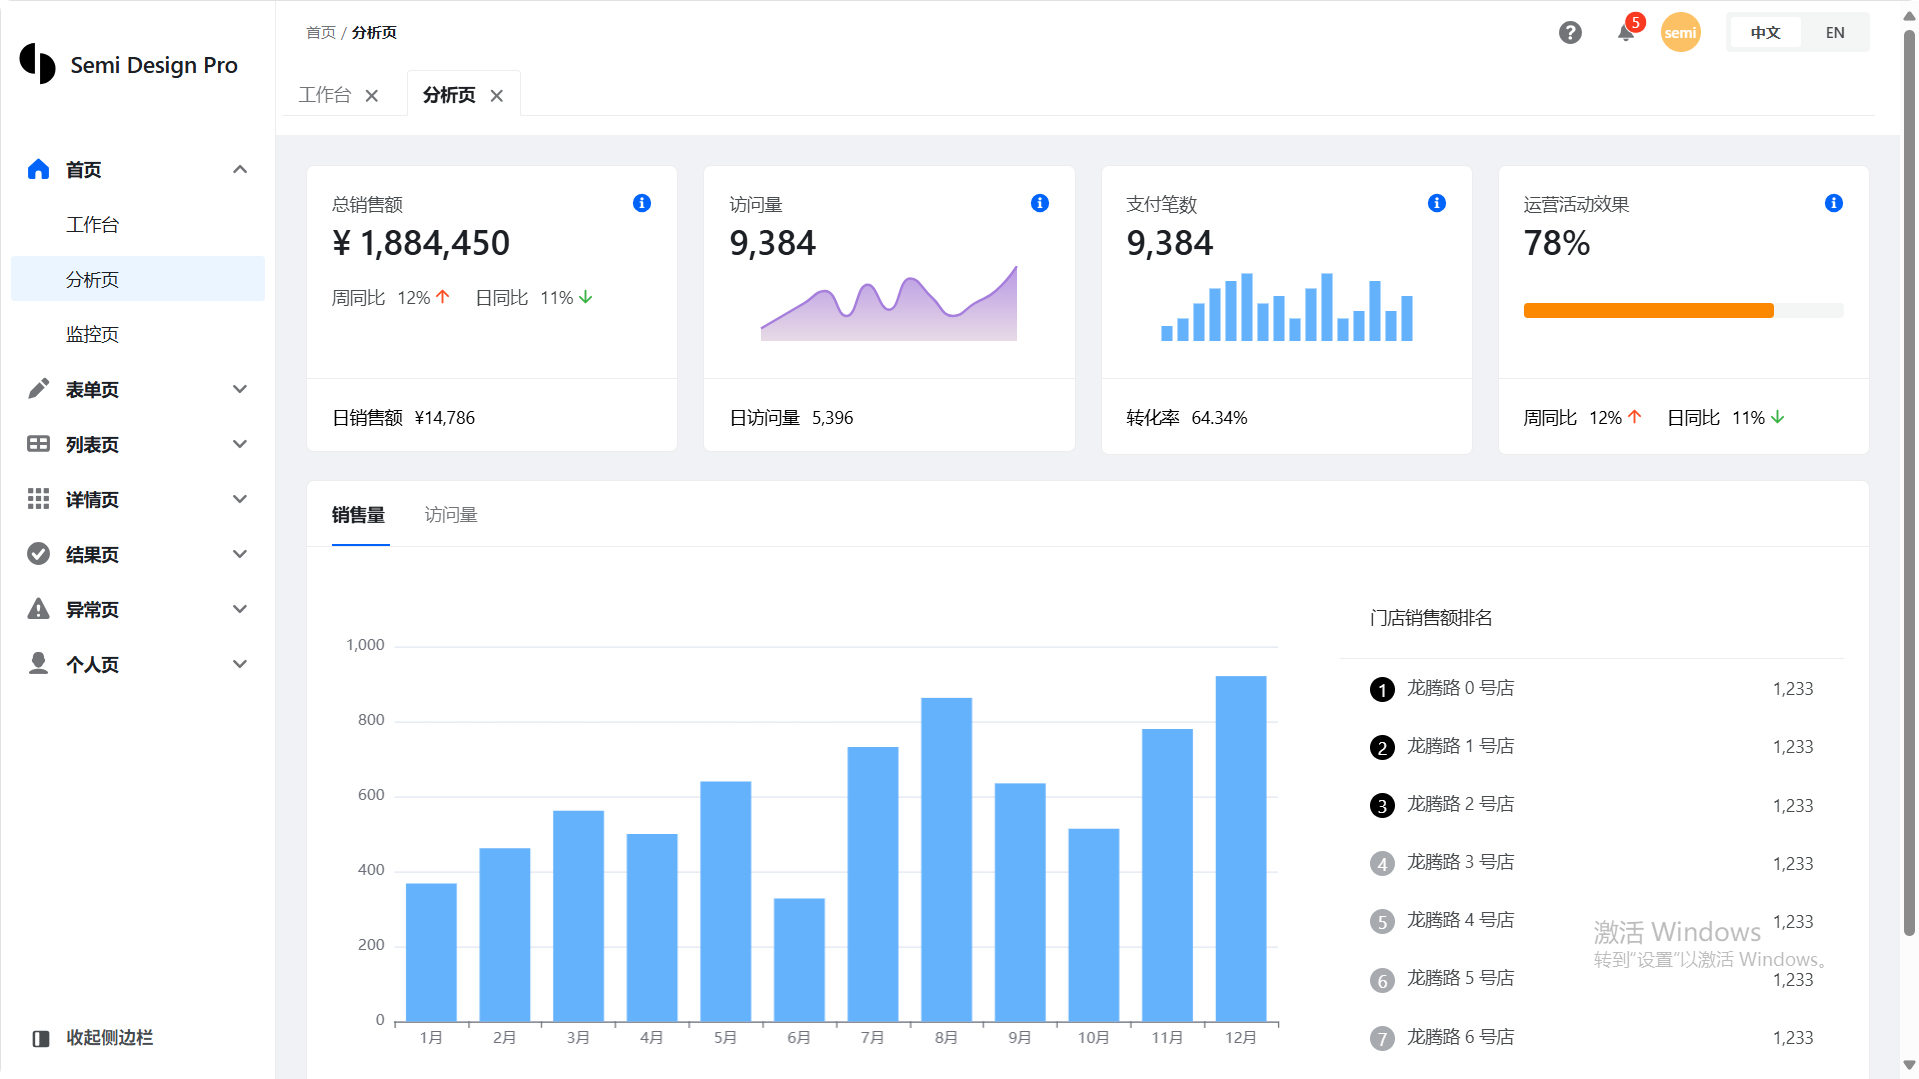 Semi Design Pro
首页
工作台
分析页
监控页
表单页
列表页
详情页
结果页
异常页
个人页
收起侧边栏
首页 / 分析页
5
semi
中文 EN
工作台 分析页
总销售额
¥ 1,884,450
周同比 12% 日同比 11%
日销售额 ¥14,786
访问量
9,384
日访问量 5,396
支付笔数
9,384
转化率 64.34%
运营活动效果
78%
周同比 12% 日同比 11%
销售量 访问量
1,000
800
600
400
200
0
1月 2月 3月 4月 5月 6月 7月 8月 9月 10月 11月 12月
门店销售额排名
1 龙腾路 0 号店 1,233
2 龙腾路 1 号店 1,233
3 龙腾路 2 号店 1,233
4 龙腾路 3 号店 1,233
5 龙腾路 4 号店 1,233
6 龙腾路 5 号店 1,233
7 龙腾路 6 号店 1,233
激活 Windows
转到“设置”以激活 Windows。